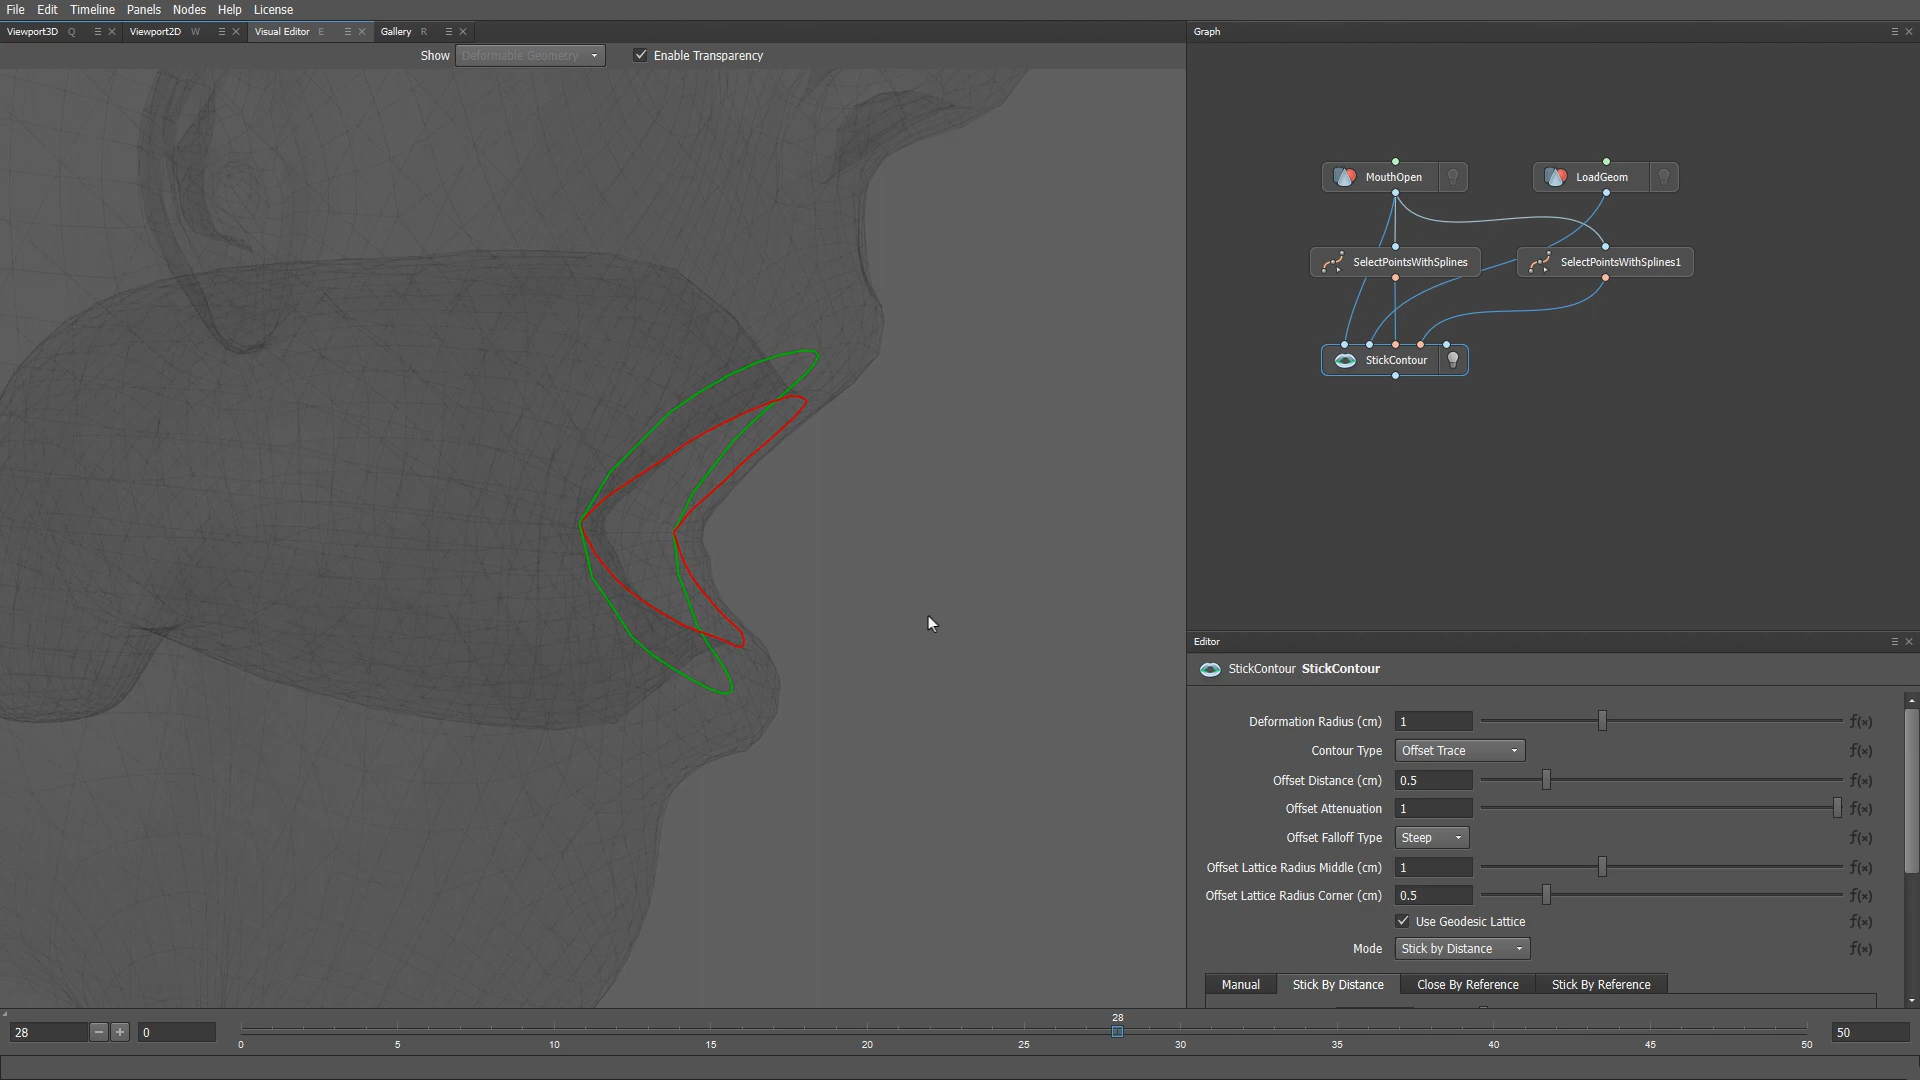 File Edit Timeline Panels Nodes Help License
Viewport3D Q Viewport2D W Visual Editor E Gallery R
Graph
Show Deformable Geometry Enable Transparency
MouthOpen LoadGeom
SelectPointsWithSplines SelectPointsWithSplines1
StickContour
Editor
StickContour StickContour
Deformation Radius (cm) 1 f(x)
Contour Type Offset Trace f(x)
Offset Distance (cm) 0.5 f(x)
Offset Attenuation 1 f(x)
Offset Falloff Type Steep f(x)
Offset Lattice Radius Middle (cm) 1 f(x)
Offset Lattice Radius Corner (cm) 0.5 f(x)
Use Geodesic Lattice f(x)
Mode Stick by Distance f(x)
Manual Stick By Distance Close By Reference Stick By Reference
28
28 0 50
0 5 10 15 20 25 30 35 40 45 50